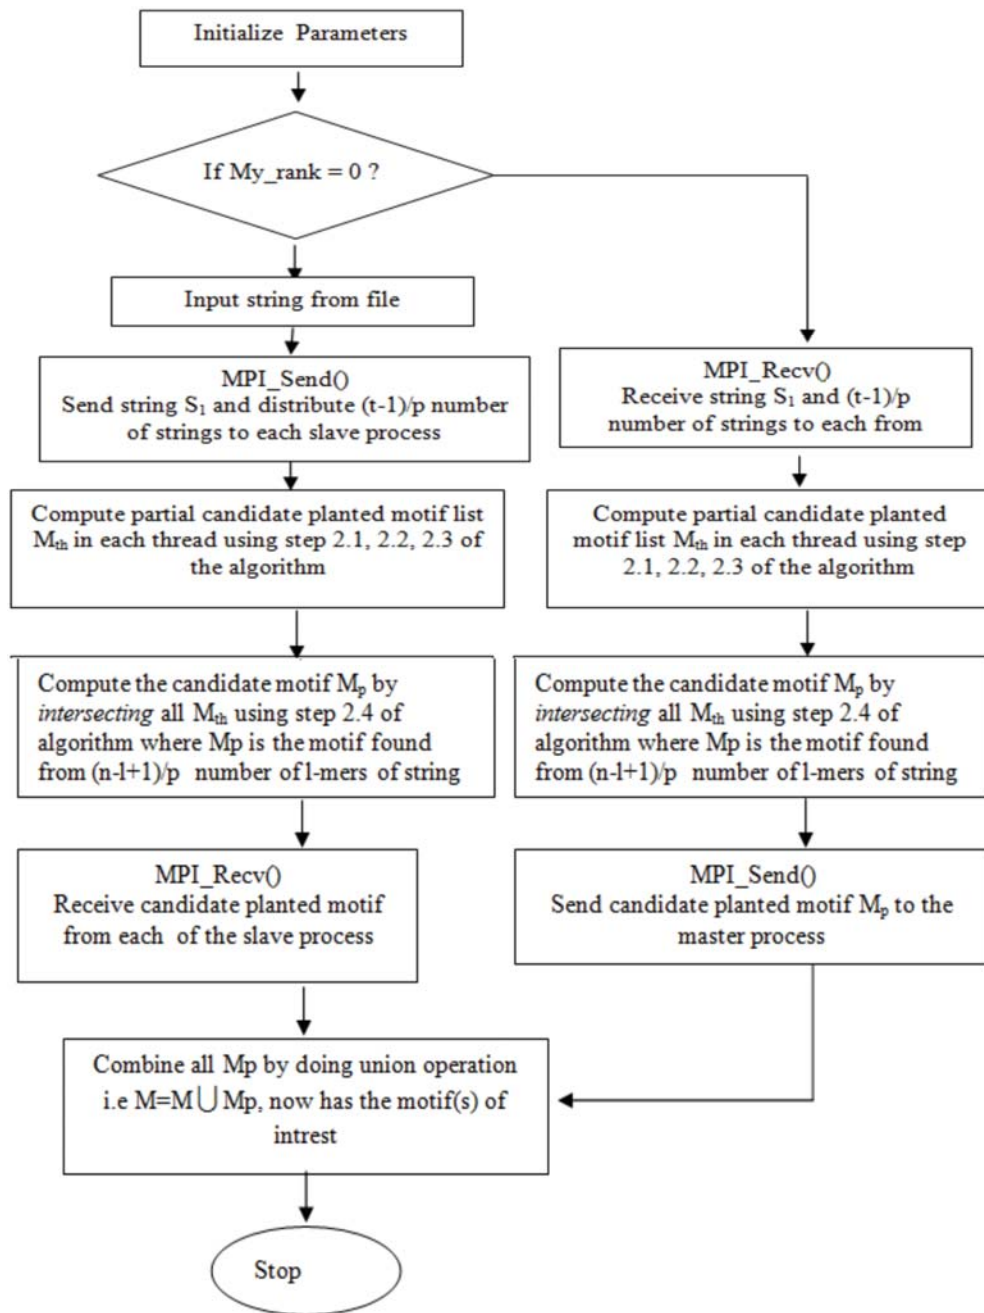 Initialize Parameters
If My_rank = 0 ?
Input string from file
MPI_Send()
Send string S₁ and distribute (t-1)/p number
of strings to each slave process
MPI_Recv()
Receive string S₁ and (t-1)/p
number of strings to each from
Compute partial candidate planted motif list
Mₜₕ in each thread using step 2.1, 2.2, 2.3 of
the algorithm
Compute partial candidate planted
motif list Mₜₕ in each thread using step
2.1, 2.2, 2.3 of the algorithm
Compute the candidate motif Mₚ by
intersecting all Mₜₕ using step 2.4 of
algorithm where Mp is the motif found
from (n-l+1)/p number of l-mers of string
Compute the candidate motif Mₚ by
intersecting all Mₜₕ using step 2.4 of
algorithm where Mp is the motif found
from (n-l+1)/p number of l-mers of string
MPI_Recv()
Receive candidate planted motif
from each of the slave process
MPI_Send()
Send candidate planted motif Mₚ to the
master process
Combine all Mp by doing union operation
i.e M=M⋃Mp, now has the motif(s) of
intrest
Stop